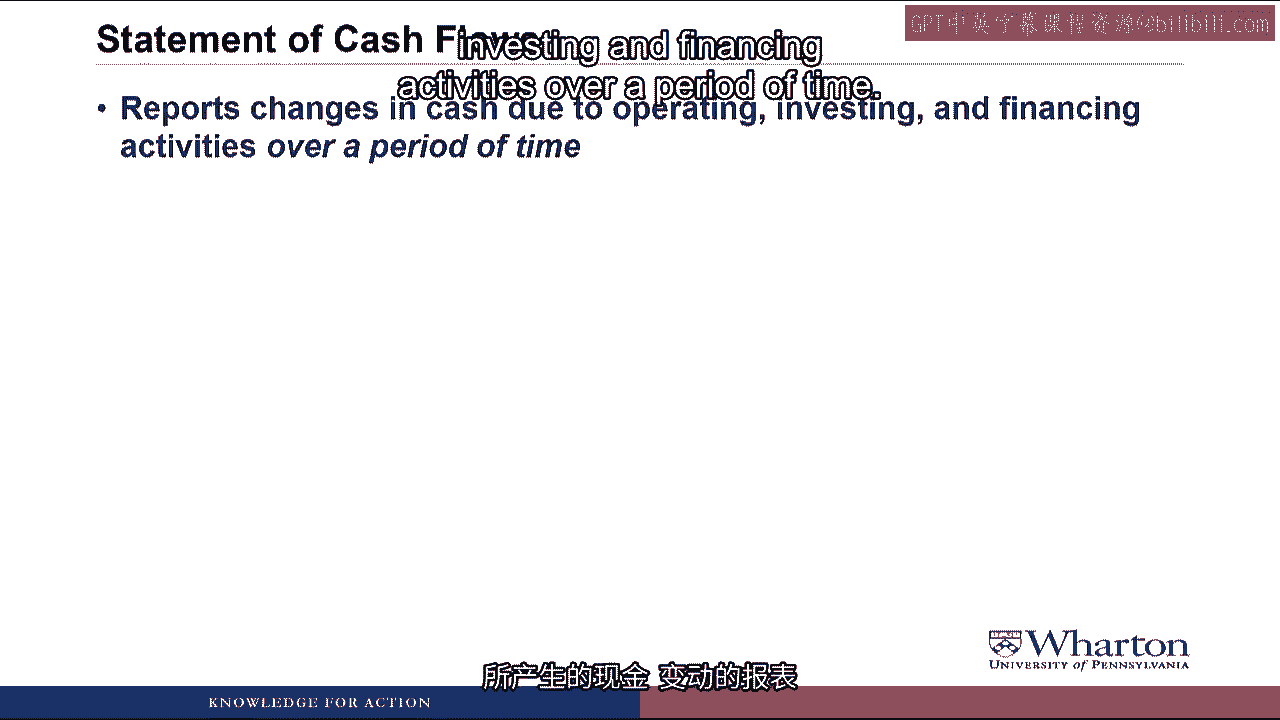 GPT中英字幕课程资源@bilibili.com
Statement of Cash Flows
investing and financing
activities over a period of time.
• Reports changes in cash due to operating, investing, and financing
activities over a period of time
Wharton
UNIVERSITY of PENNSYLVANIA
所产生的现金 变动的报表
KNOWLEDGE FOR ACTION